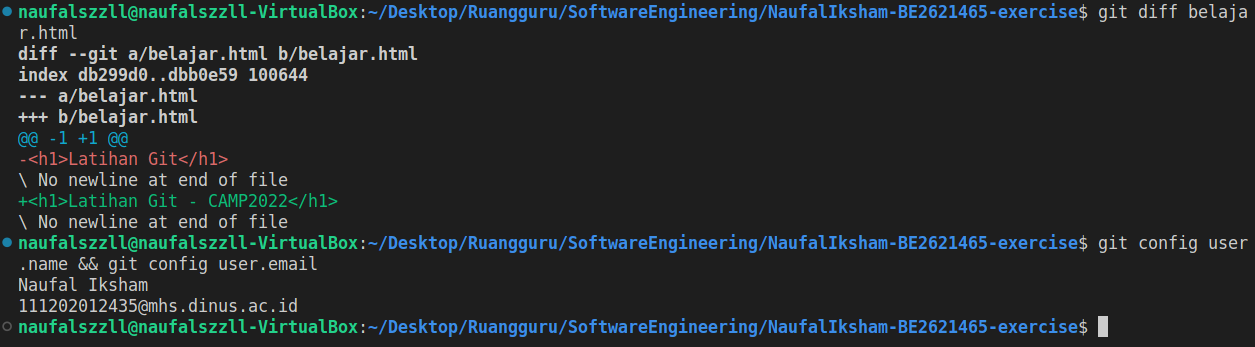 naufalszzll@naufalszzll-VirtualBox:~/Desktop/Ruangguru/SoftwareEngineering/NaufalIksham-BE2621465-exercise$ git diff belaja
r.html
diff --git a/belajar.html b/belajar.html
index db299d0..dbb0e59 100644
--- a/belajar.html
+++ b/belajar.html
@@ -1 +1 @@
-<h1>Latihan Git</h1>
\ No newline at end of file
+<h1>Latihan Git - CAMP2022</h1>
\ No newline at end of file
naufalszzll@naufalszzll-VirtualBox:~/Desktop/Ruangguru/SoftwareEngineering/NaufalIksham-BE2621465-exercise$ git config user
.name && git config user.email
Naufal Iksham
111202012435@mhs.dinus.ac.id
naufalszzll@naufalszzll-VirtualBox:~/Desktop/Ruangguru/SoftwareEngineering/NaufalIksham-BE2621465-exercise$